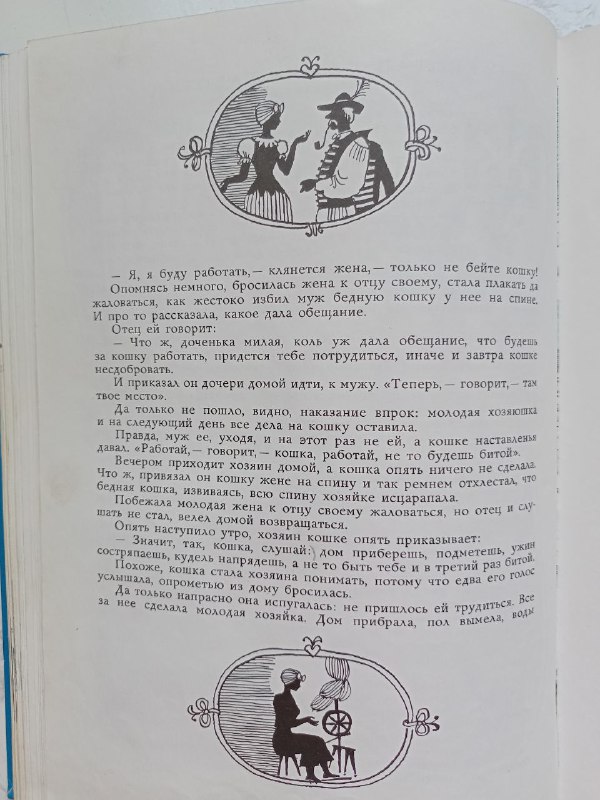 — Я, я буду работать,— клянется жена,— только не бейте кошку!
Опомнясь немного, бросилась жена к отцу своему, стала плакать да
жаловаться, как жестоко избил муж бедную кошку у нее на спине.
И про то рассказала, какое дала обещание.
Отец ей говорит:
— Что ж, доченька милая, коль уж дала обещание, что будешь
за кошку работать, придется тебе потрудиться, иначе и завтра кошке
несдобровать.
И приказал он дочери домой идти, к мужу. «Теперь,— говорит,— там
твое место».
Да только не пошло, видно, наказание впрок: молодая хозяюшка
и на следующий день все дела на кошку оставила.
Правда, муж ее, уходя, и на этот раз не ей, а кошке наставленья
давал. «Работай,— говорит,— кошка, работай, не то будешь битой».
Вечером приходит хозяин домой, а кошка опять ничего не сделала.
Что ж, привязал он кошку жене на спину и так ремнем отхлестал, что
бедная кошка, извиваясь, всю спину хозяйке исцарапала.
Побежала молодая жена к отцу своему жаловаться, но отец и слу-
шать не стал, велел домой возвращаться.
Опять наступило утро, хозяин кошке опять приказывает:
— Значит, так, кошка, слушай: дом приберешь, подметешь, ужин
состряпаешь, кудель напрядешь, а не то быть тебе и в третий раз битой.
Похоже, кошка стала хозяина понимать, потому что едва его голос
услышала, опрометью из дому бросилась.
Да только напрасно она испугалась: не пришлось ей трудиться. Все
за нее сделала молодая хозяйка. Дом прибрала, пол вымела, воды